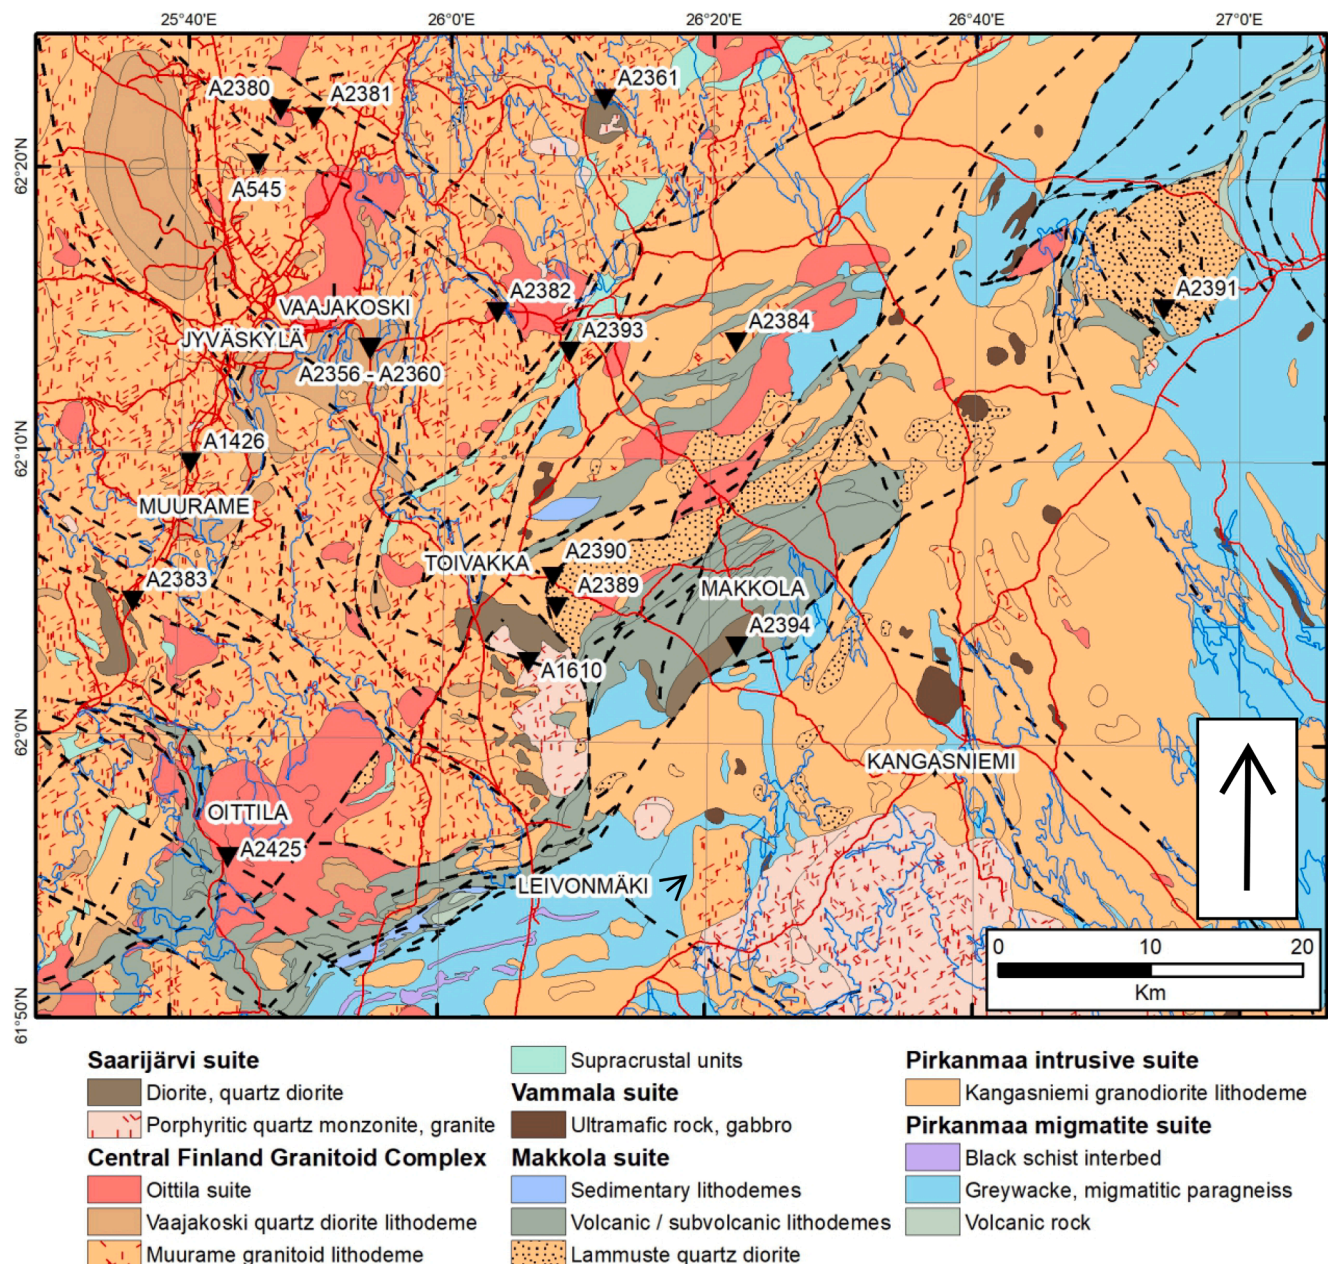 25°40'E 26°0'E 26°20'E 26°40'E 27°0'E
A2380
A2381
A2361
62°20'N
A545
A2391
VAAJAKOSKI
A2382
JYVÄSKYLÄ
A2393
A2384
A2356 - A2360
62°10'N
A1426
MUURAME
TOIVAKKA
A2390
A2383
A2389
MAKKOLA
A2394
A1610
62°0'N
KANGASNIEMI
OITTILA
A2425
LEIVONMÄKI
0 10 20
Km
61°50'N
Saarijärvi suite
Diorite, quartz diorite
Porphyritic quartz monzonite, granite
Central Finland Granitoid Complex
Oittila suite
Vaajakoski quartz diorite lithodeme
Muurame granitoid lithodeme
Supracrustal units
Vammala suite
Ultramafic rock, gabbro
Makkola suite
Sedimentary lithodemes
Volcanic / subvolcanic lithodemes
Lammuste quartz diorite
Pirkanmaa intrusive suite
Kangasniemi granodiorite lithodeme
Pirkanmaa migmatite suite
Black schist interbed
Greywacke, migmatitic paragneiss
Volcanic rock